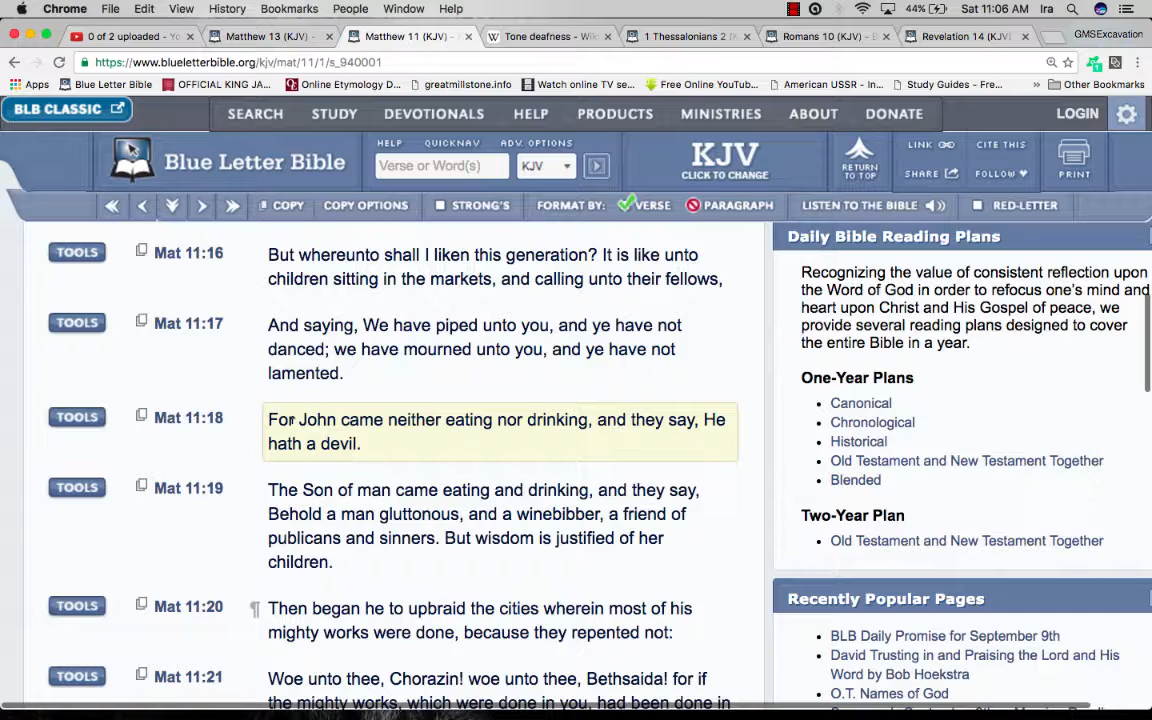 Chrome File Edit View History Bookmarks People Window Help 44% Sat 11:06 AM Ira
0 of 2 uploaded - Yo Matthew 13 (KJV) - Matthew 11 (KJV) - Tone deafness - Wik 1 Thessalonians 2 (K Romans 10 (KJV) - B Revelation 14 (KJV) GMSExcavation
https://www.blueletterbible.org/kjv/mat/11/1/s_940001
Apps Blue Letter Bible OFFICIAL KING JA... Online Etymology D... greatmillstone.info Watch online TV se... Free Online YouTub... American USSR - In... Study Guides - Fre... » Other Bookmarks
BLB CLASSIC SEARCH STUDY DEVOTIONALS HELP PRODUCTS MINISTRIES ABOUT DONATE LOGIN
HELP QUICKNAV ADV. OPTIONS
Blue Letter Bible Verse or Word(s) KJV KJV CLICK TO CHANGE RETURN TO TOP LINK CITE THIS SHARE FOLLOW PRINT
COPY COPY OPTIONS STRONG'S FORMAT BY: VERSE PARAGRAPH LISTEN TO THE BIBLE RED-LETTER
TOOLS Mat 11:16 But whereunto shall I liken this generation? It is like unto
children sitting in the markets, and calling unto their fellows,
TOOLS Mat 11:17 And saying, We have piped unto you, and ye have not
danced; we have mourned unto you, and ye have not
lamented.
TOOLS Mat 11:18 For John came neither eating nor drinking, and they say, He
hath a devil.
TOOLS Mat 11:19 The Son of man came eating and drinking, and they say,
Behold a man gluttonous, and a winebibber, a friend of
publicans and sinners. But wisdom is justified of her
children.
TOOLS Mat 11:20 ¶ Then began he to upbraid the cities wherein most of his
mighty works were done, because they repented not:
TOOLS Mat 11:21 Woe unto thee, Chorazin! woe unto thee, Bethsaida! for if
the mighty works, which were done in you, had been done in
Daily Bible Reading Plans
Recognizing the value of consistent reflection upon
the Word of God in order to refocus one's mind and
heart upon Christ and His Gospel of peace, we
provide several reading plans designed to cover
the entire Bible in a year.
One-Year Plans
• Canonical
• Chronological
• Historical
• Old Testament and New Testament Together
• Blended
Two-Year Plan
• Old Testament and New Testament Together
Recently Popular Pages
• BLB Daily Promise for September 9th
• David Trusting in and Praising the Lord and His
Word by Bob Hoekstra
• O.T. Names of God